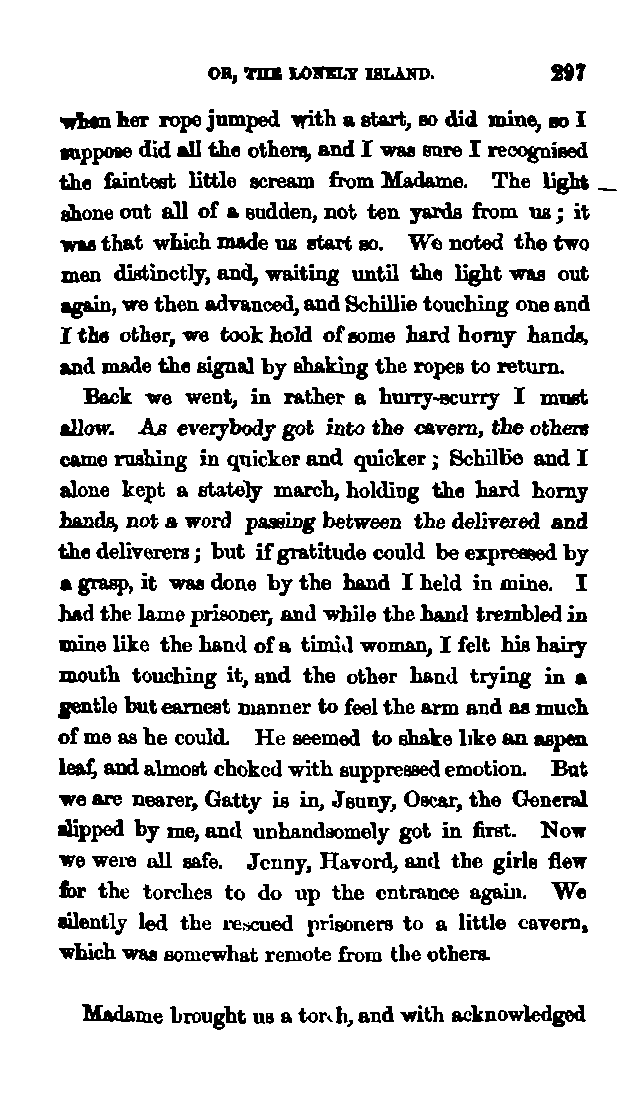 OR, THE LONELY ISLAND. 297
when her rope jumped with a start, so did mine, so I
suppose did all the others, and I was sure I recognised
the faintest little scream from Madame. The light
shone out all of a sudden, not ten yards from us; it
was that which made us start so. We noted the two
men distinctly, and, waiting until the light was out
again, we then advanced, and Schillie touching one and
I the other, we took hold of some hard horny hands,
and made the signal by shaking the ropes to return.
Back we went, in rather a hurry-scurry I must
allow. As everybody got into the cavern, the others
came rushing in quicker and quicker; Schilbe and I
alone kept a stately march, holding the hard horny
hands, not a word passing between the delivered and
the deliverers; but if gratitude could be expressed by
a grasp, it was done by the hand I held in mine. I
had the lame prisoner, and while the hand trembled in
mine like the hand of a timid woman, I felt his hairy
mouth touching it, and the other hand trying in a
gentle but earnest manner to feel the arm and as much
of me as he could. He seemed to shake like an aspen
leaf, and almost choked with suppressed emotion. But
we are nearer, Gatty is in, Jenny, Oscar, the General
slipped by me, and unhandsomely got in first. Now
we were all safe. Jenny, Havord, and the girls flew
for the torches to do up the entrance again. We
silently led the rescued prisoners to a little cavern,
which was somewhat remote from the others.
Madame brought us a torch, and with acknowledged